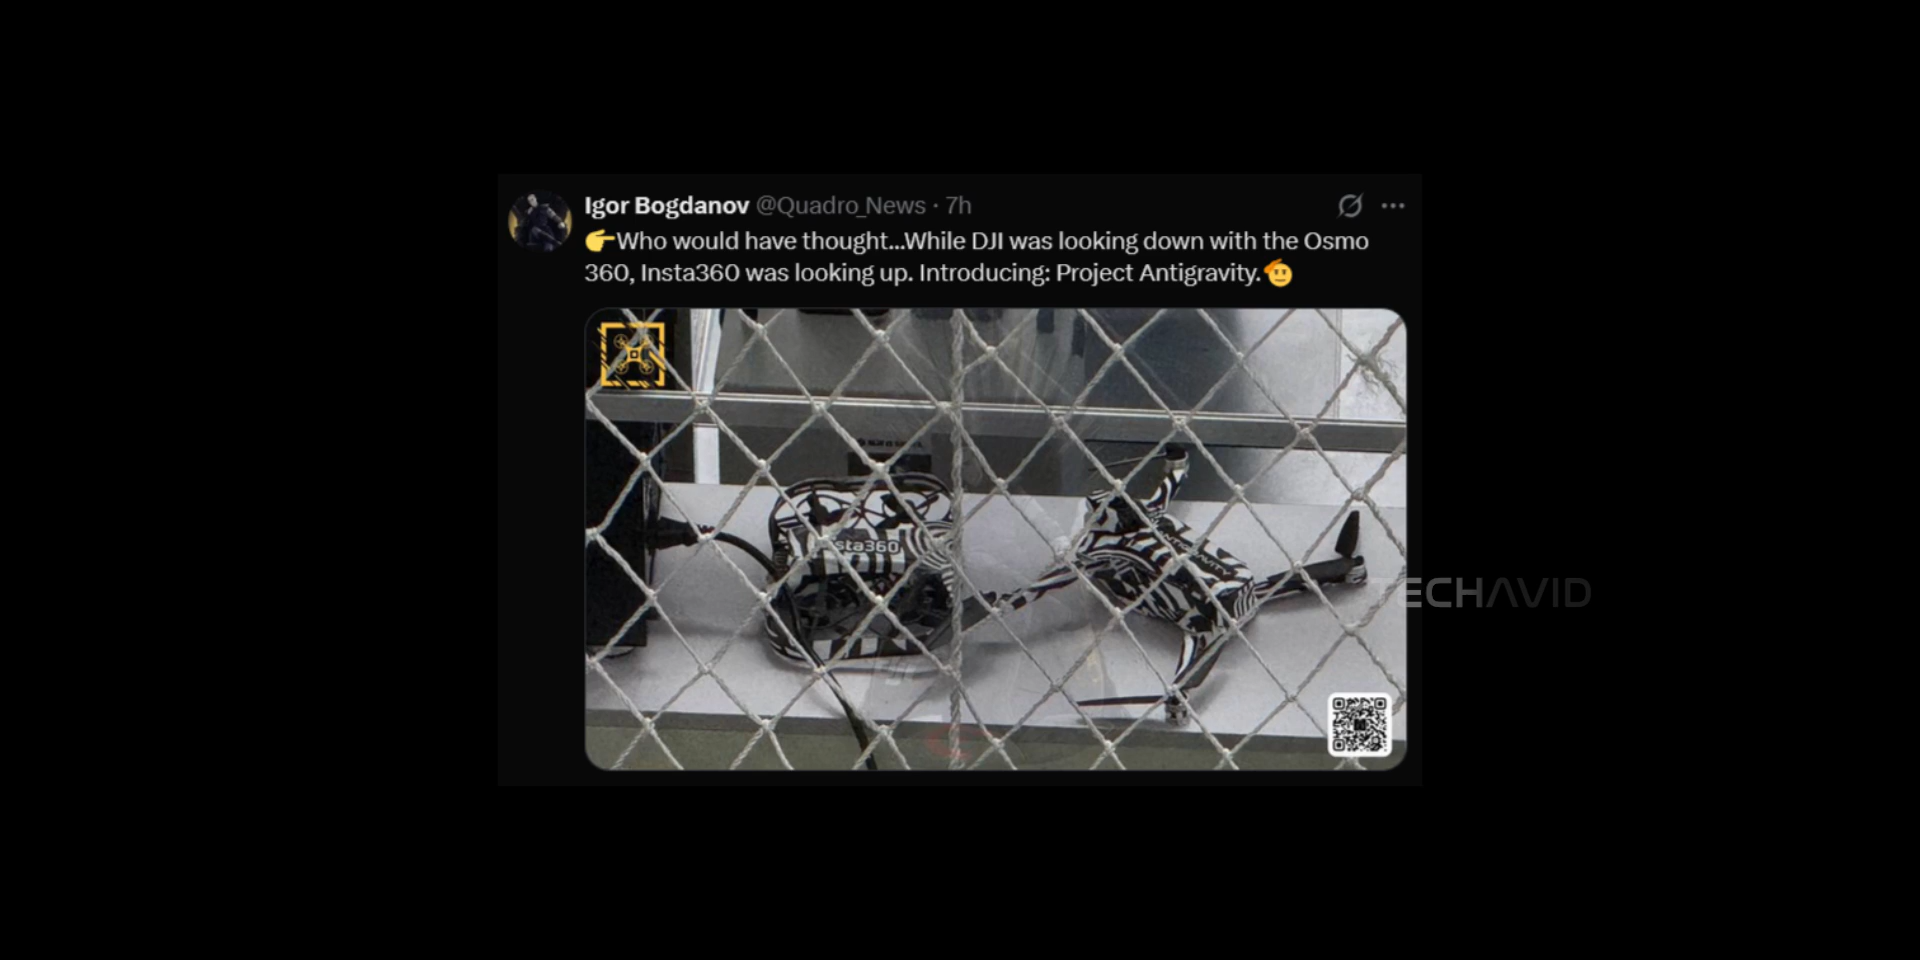 Igor Bogdanov @Quadro_News · 7h
👉Who would have thought...While DJI was looking down with the Osmo
360, Insta360 was looking up. Introducing: Project Antigravity.🫡
sta360
ANTIGRAVITY
TECHAVID